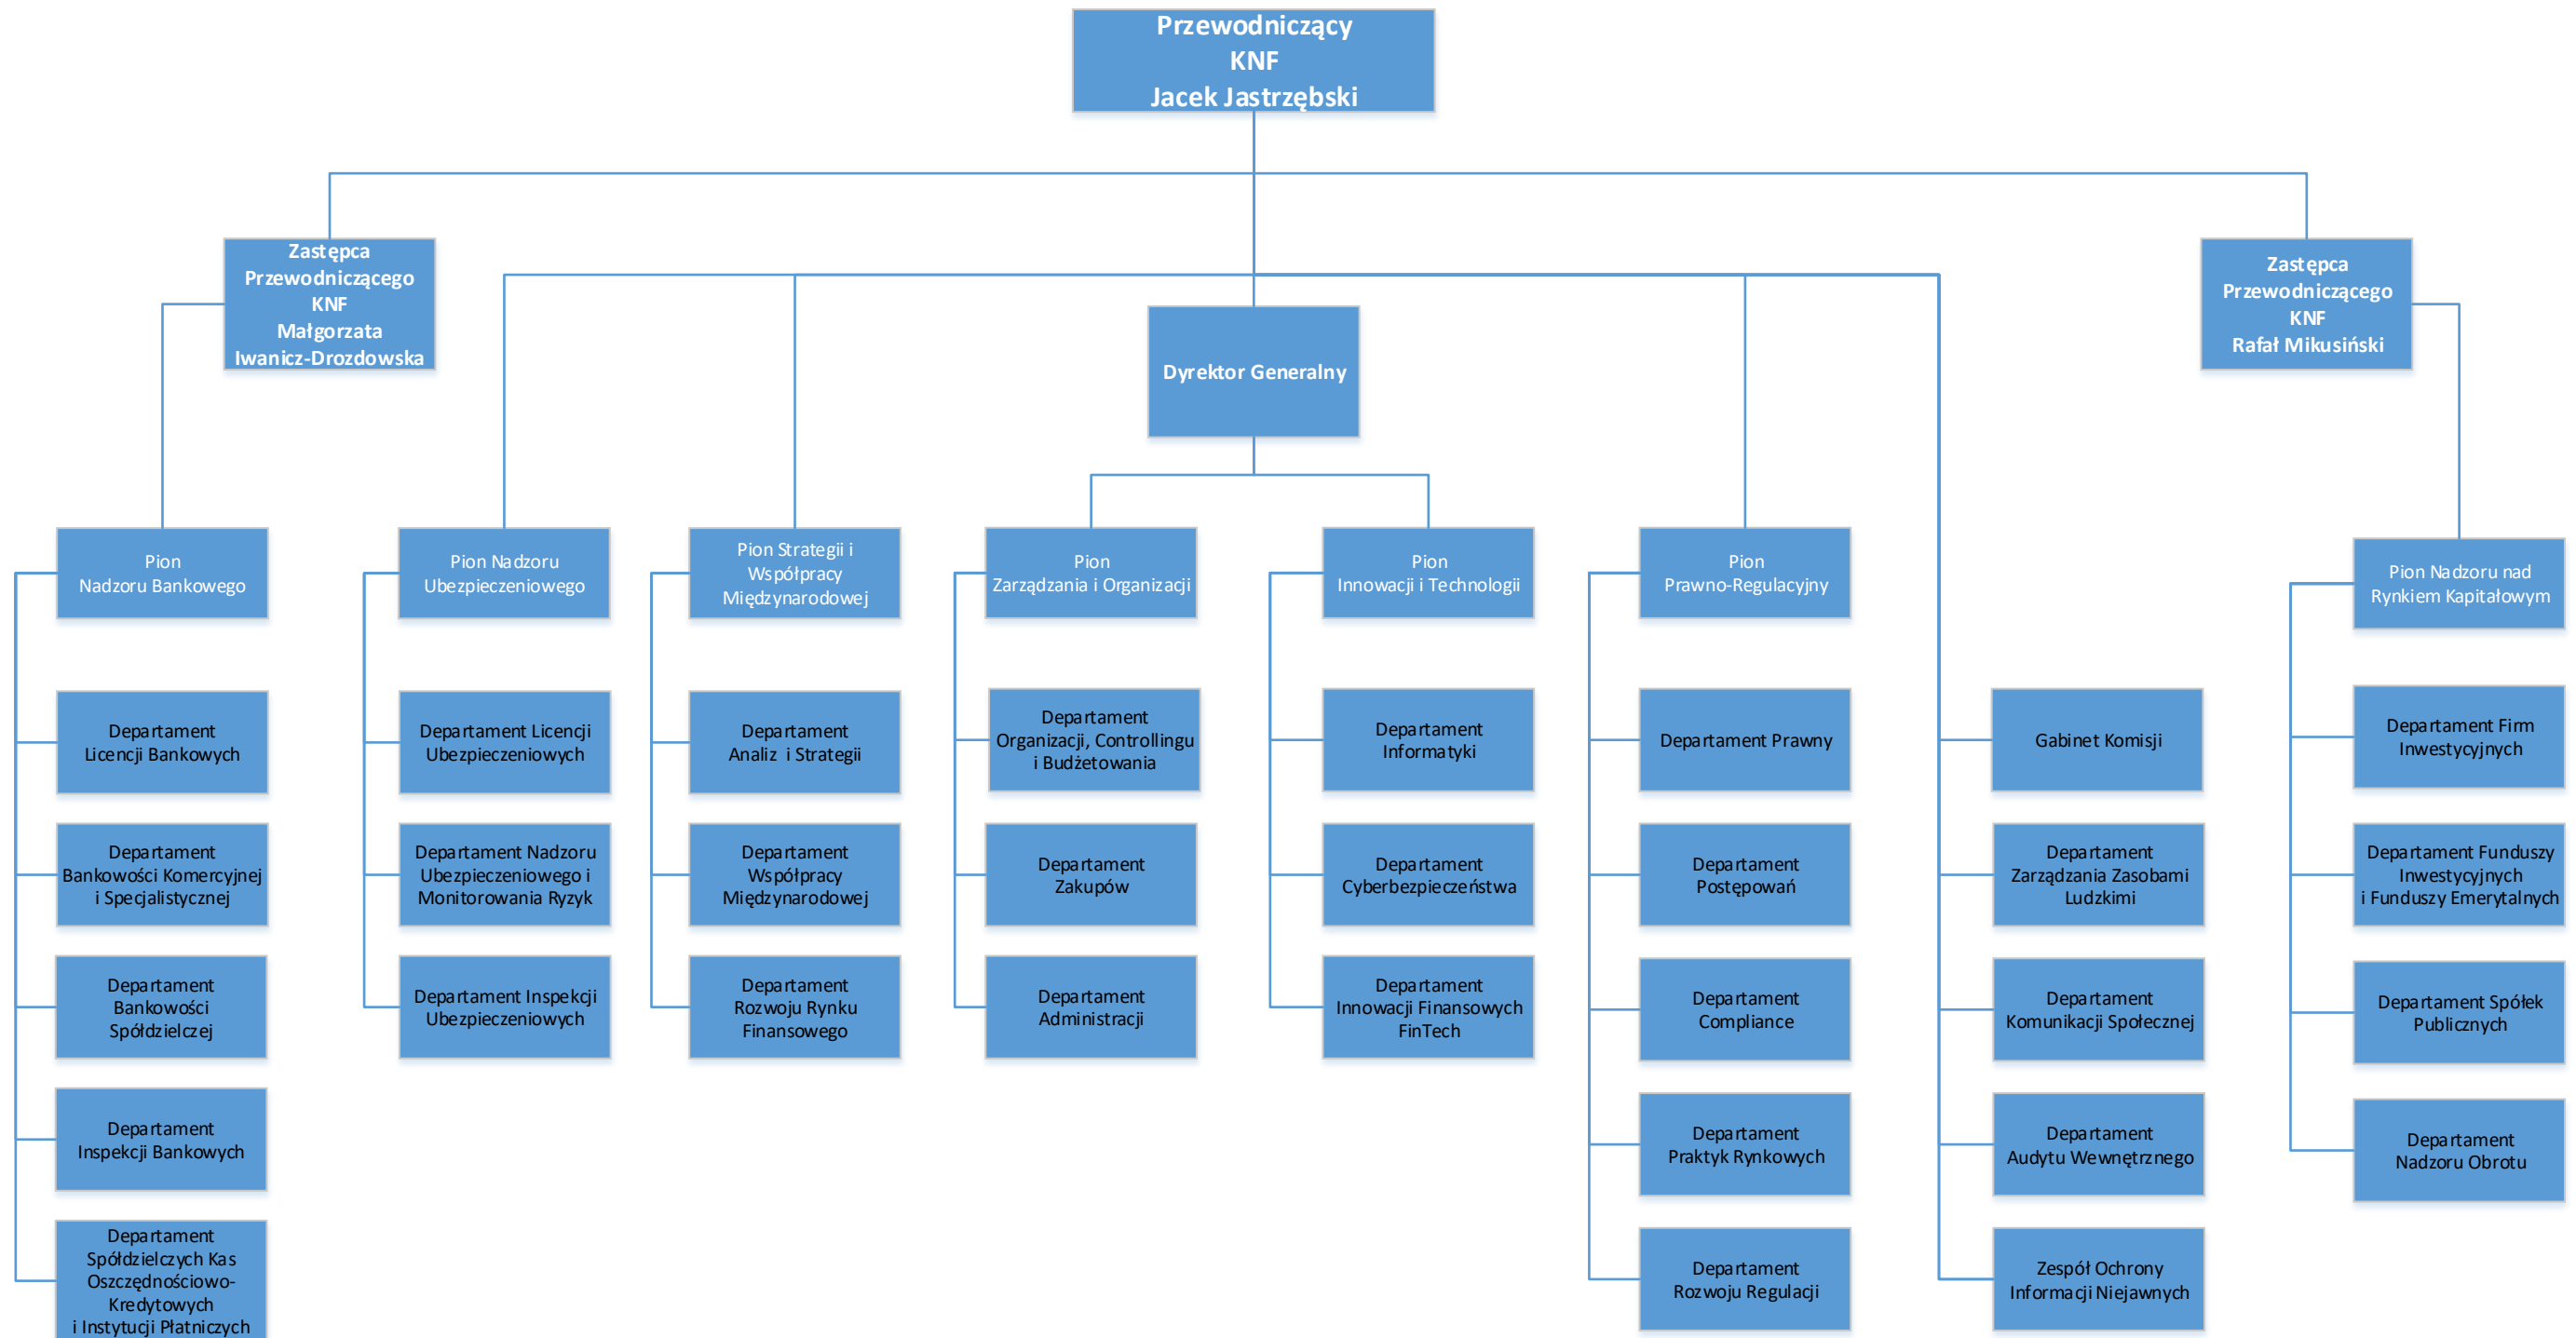 Przewodniczący
KNF
Jacek Jastrzębski
Zastępca
Przewodniczącego
KNF
Małgorzata
Iwanicz-Drozdowska
Zastępca
Przewodniczącego
KNF
Rafał Mikusiński
Dyrektor Generalny
Pion
Nadzoru Bankowego
Pion Nadzoru
Ubezpieczeniowego
Pion Strategii i
Współpracy
Międzynarodowej
Pion
Zarządzania i Organizacji
Pion
Innowacji i Technologii
Pion
Prawno-Regulacyjny
Pion Nadzoru nad
Rynkiem Kapitałowym
Departament
Licencji Bankowych
Departament Licencji
Ubezpieczeniowych
Departament
Analiz i Strategii
Departament
Organizacji, Controllingu
i Budżetowania
Departament
Informatyki
Departament Prawny
Gabinet Komisji
Departament Firm
Inwestycyjnych
Departament
Bankowości Komercyjnej
i Specjalistycznej
Departament Nadzoru
Ubezpieczeniowego i
Monitorowania Ryzyk
Departament
Współpracy
Międzynarodowej
Departament
Zakupów
Departament
Cyberbezpieczeństwa
Departament
Postępowań
Departament
Zarządzania Zasobami
Ludzkimi
Departament Funduszy
Inwestycyjnych
i Funduszy Emerytalnych
Departament
Bankowości
Spółdzielczej
Departament Inspekcji
Ubezpieczeniowych
Departament
Rozwoju Rynku
Finansowego
Departament
Administracji
Departament
Innowacji Finansowych
FinTech
Departament
Compliance
Departament
Komunikacji Społecznej
Departament Spółek
Publicznych
Departament
Inspekcji Bankowych
Departament
Praktyk Rynkowych
Departament
Audytu Wewnętrznego
Departament
Nadzoru Obrotu
Departament
Spółdzielczych Kas
Oszczędnościowo-
Kredytowych
i Instytucji Płatniczych
Departament
Rozwoju Regulacji
Zespół Ochrony
Informacji Niejawnych